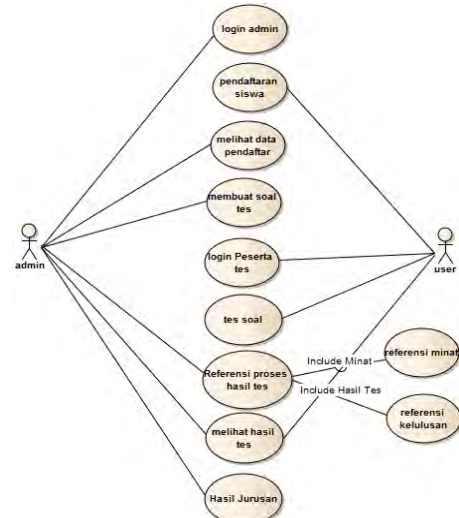 login admin
pendaftaran
siswa
melihat data
pendaftar
membuat soal
tes
admin
user
login Peserta
tes
tes soal
Referensi proses
hasil tes
Include Minat
referensi minat
Include Hasil Tes
referensi
kelulusan
melihat hasil
tes
Hasil Jurusan